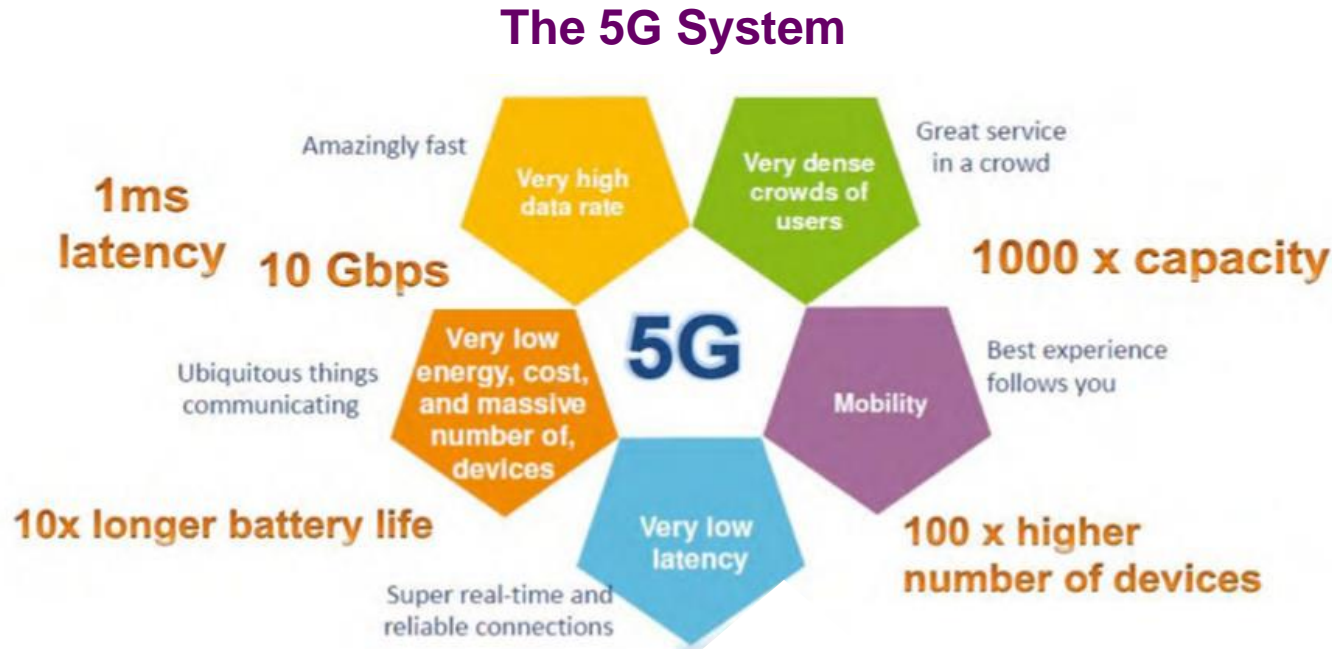 The 5G System
Amazingly fast
Very high
data rate
Very dense
crowds of
users
Great service
in a crowd
1ms
latency
10 Gbps
1000 x capacity
5G
Ubiquitous things
communicating
Very low
energy, cost,
and massive
number of,
devices
Mobility
Best experience
follows you
10x longer battery life
Very low
latency
100 x higher
number of devices
Super real-time and
reliable connections